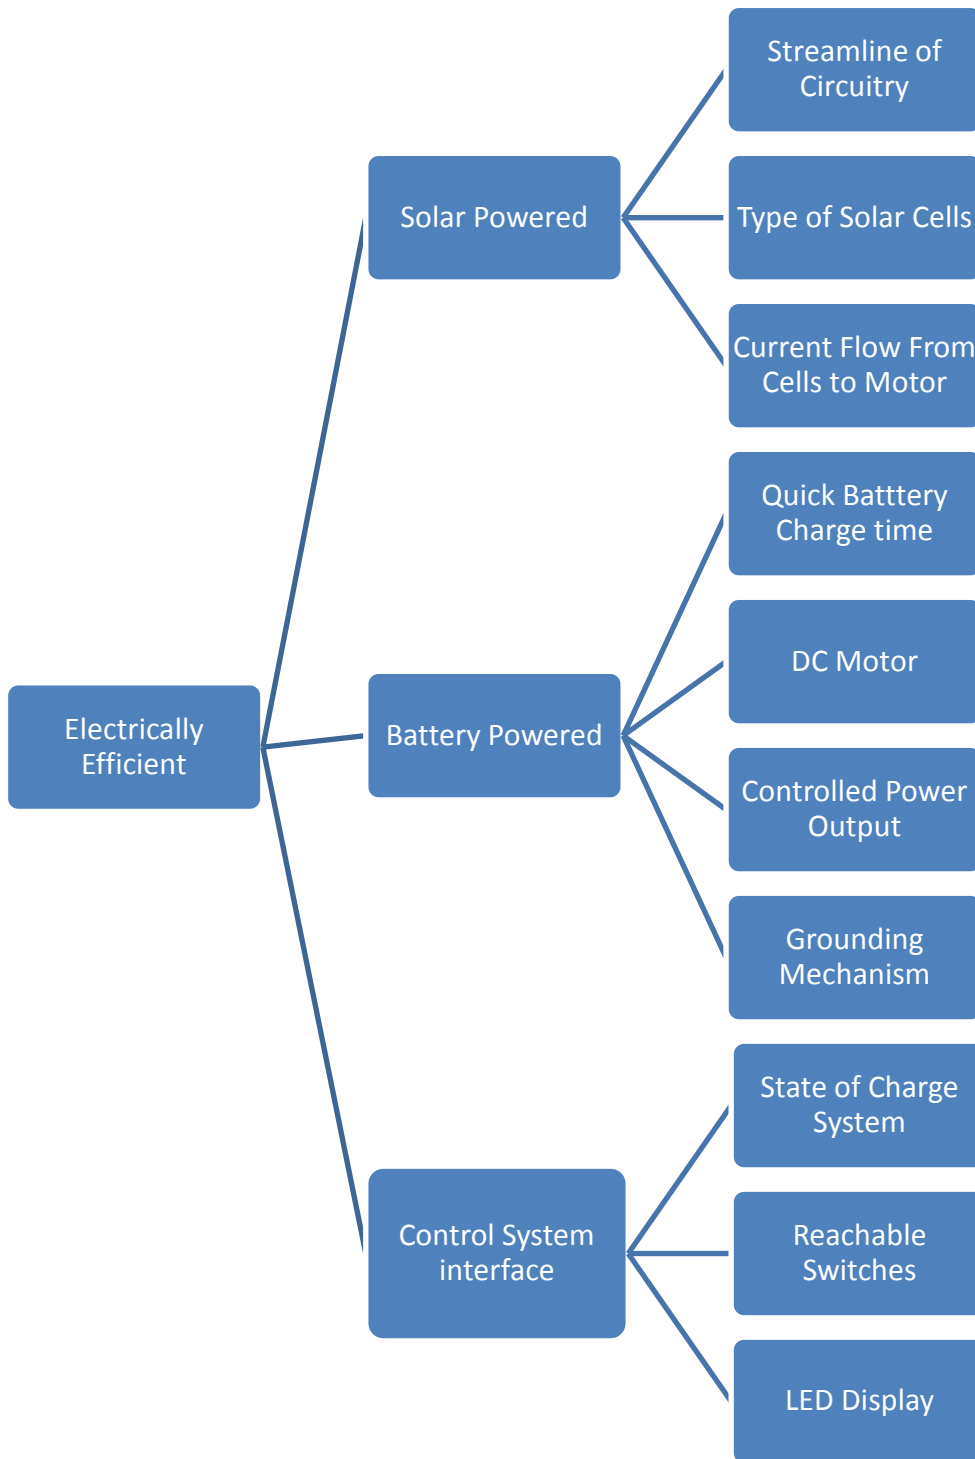 Streamline of
Circuitry
Solar Powered
Type of Solar Cells
Current Flow From
Cells to Motor
Quick Batttery
Charge time
DC Motor
Electrically
Efficient
Battery Powered
Controlled Power
Output
Grounding
Mechanism
State of Charge
System
Control System
interface
Reachable
Switches
LED Display